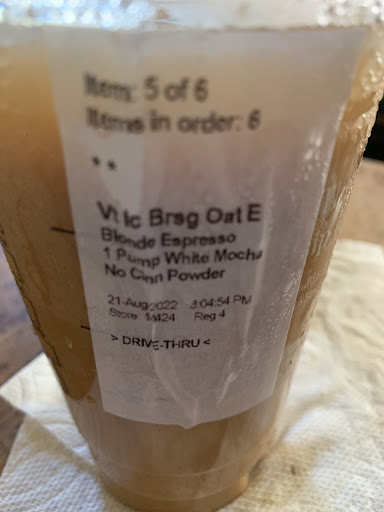 Item: 5 of 6
Items in order: 6
* *
Vt Ic Brsg Oat E
Blonde Espresso
1 Pump White Mocha
No Cinn Powder
21-Aug-2022 3:04:54 PM
Store Reg 4
> DRIVE-THRU <